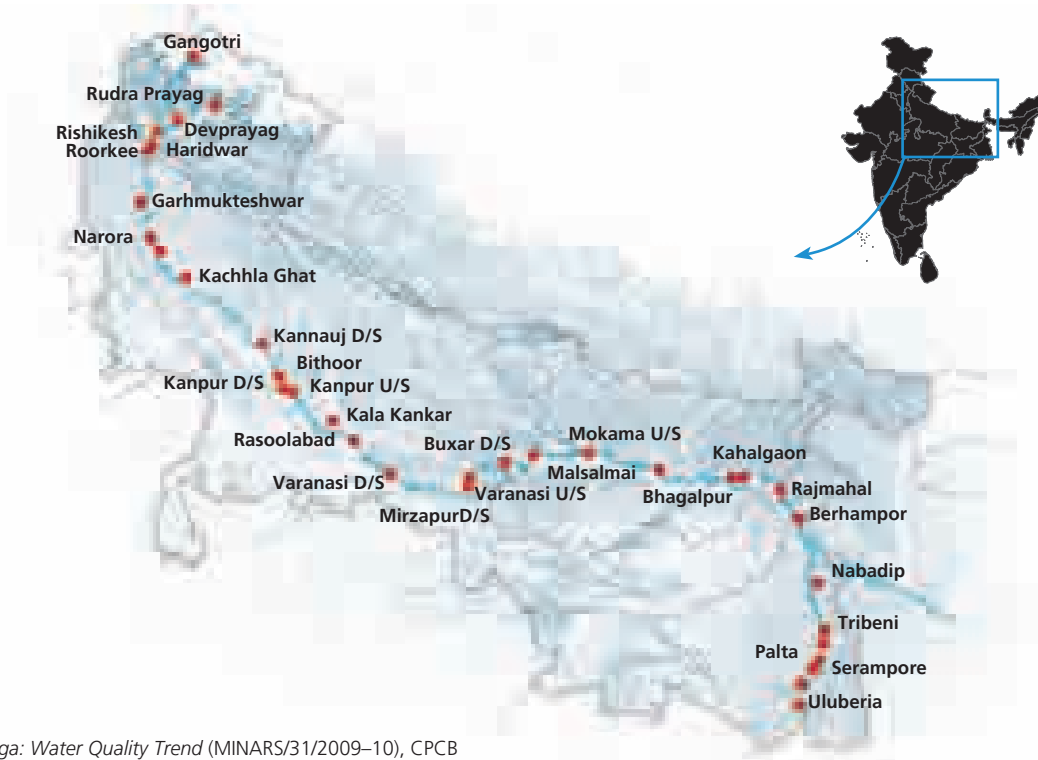 Gangotri
Rudra Prayag
Devprayag
Rishikesh
Roorkee
Haridwar
Garhmukteshwar
Narora
Kachhla Ghat
Kannauj D/S
Bithoor
Kanpur D/S
Kanpur U/S
Kala Kankar
Rasoolabad
Buxar D/S
Mokama U/S
Malsalmai
Kahalgaon
Varanasi D/S
Varanasi U/S
Bhagalpur
Rajmahal
MirzapurD/S
Berhampor
Nabadip
Tribeni
Palta
Serampore
Uluberia
ga: Water Quality Trend (MINARS/31/2009–10), CPCB